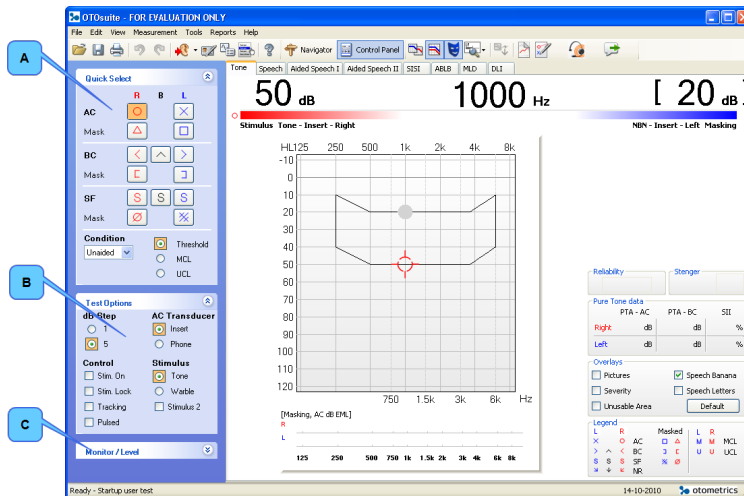 OTOsuite - FOR EVALUATION ONLY
File Edit View Measurement Tools Reports Help
Navigator Control Panel
Tone Speech Aided Speech I Aided Speech II SISI ABLB MLD DLI
A
Quick Select
R B L
AC
Mask
BC
Mask
SF S S S
Mask
Condition
Unaided
Threshold
MCL
UCL
B
Test Options
dB Step AC Transducer
1 Insert
5 Phone
Control Stimulus
Stim. On Tone
Stim. Lock Warble
Tracking Stimulus 2
Pulsed
C
Monitor / Level
50 dB 1000 Hz [ 20 dB ]
Stimulus Tone - Insert - Right NBN - Insert - Left Masking
HL 125 250 500 1k 2k 4k 8k
-10
0
10
20
30
40
50
60
70
80
90
100
110
120
750 1.5k 3k 6k Hz
[Masking, AC dB EML]
R
L
125 250 500 750 1k 1.5k 2k 3k 4k 6k 8k
Reliability Stenger
Pure Tone data
PTA - AC PTA - BC SII
Right dB dB %
Left dB dB %
Overlays
Pictures Speech Banana
Severity Speech Letters
Unusable Area Default
Legend
L R Masked L R
X O AC M M MCL
> ^ < BC U U UCL
S S S SF
NR
Ready - Startup user test 14-10-2010 otometrics